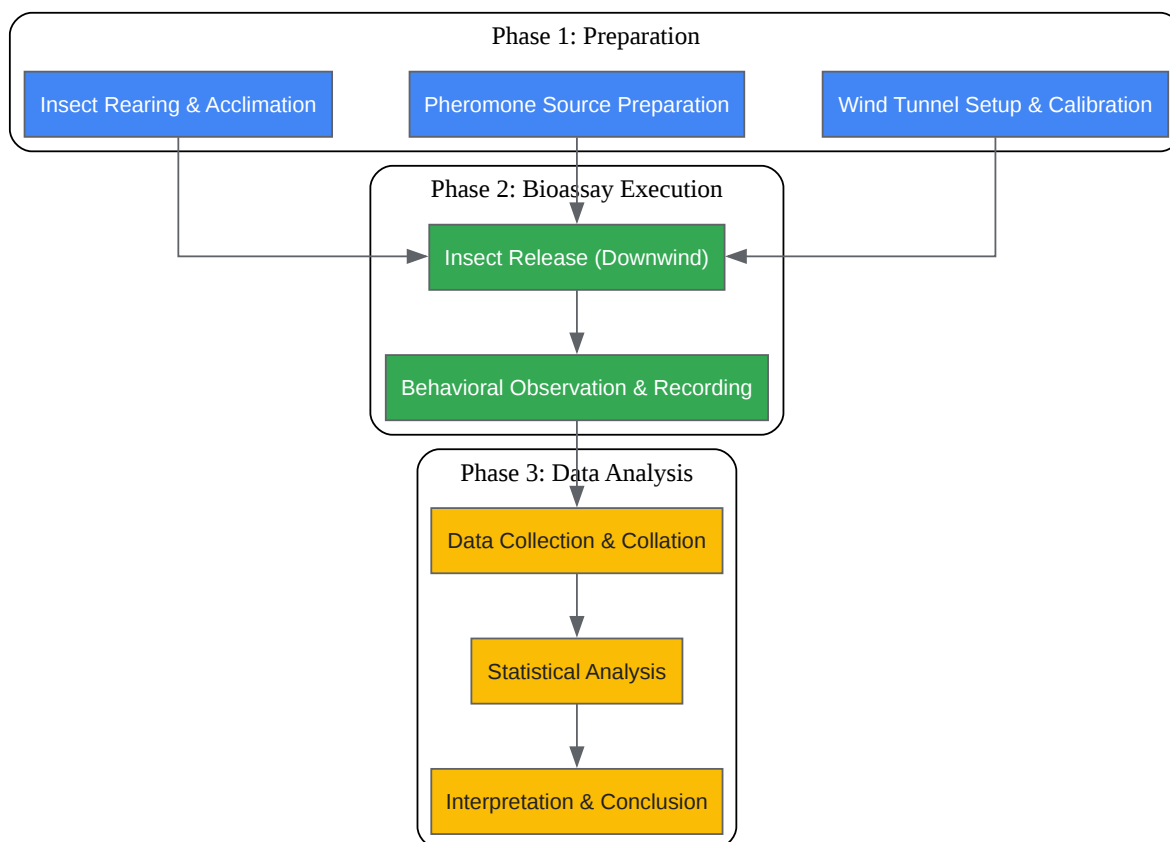 Phase 1: Preparation
Insect Rearing & Acclimation
Pheromone Source Preparation
Wind Tunnel Setup & Calibration
Phase 2: Bioassay Execution
Insect Release (Downwind)
Behavioral Observation & Recording
Phase 3: Data Analysis
Data Collection & Collation
Statistical Analysis
Interpretation & Conclusion